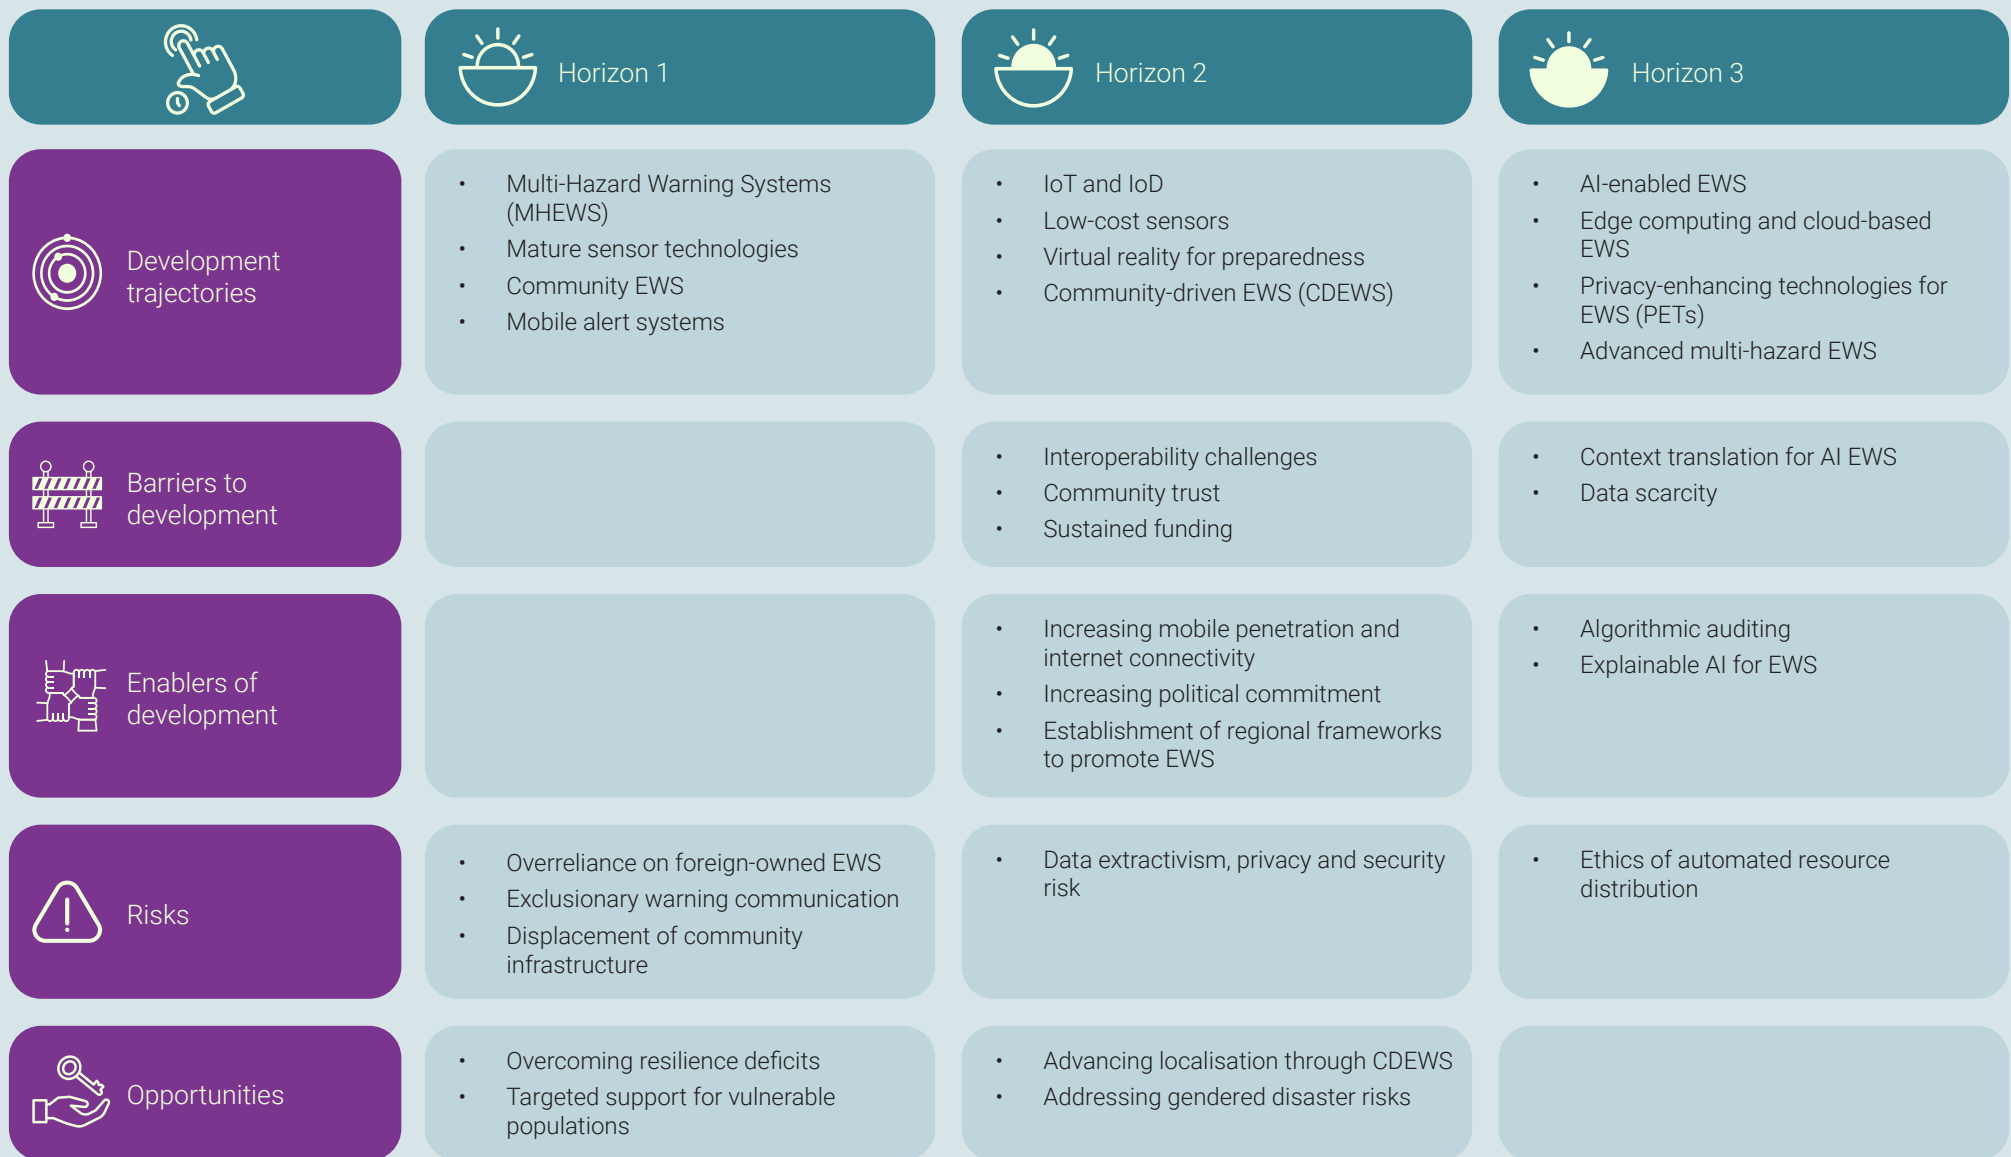 Horizon 1
Horizon 2
Horizon 3
Development
trajectories
• Multi-Hazard Warning Systems
(MHEWS)
• Mature sensor technologies
• Community EWS
• Mobile alert systems
• IoT and IoD
• Low-cost sensors
• Virtual reality for preparedness
• Community-driven EWS (CDEWS)
• AI-enabled EWS
• Edge computing and cloud-based
EWS
• Privacy-enhancing technologies for
EWS (PETs)
• Advanced multi-hazard EWS
Barriers to
development
• Interoperability challenges
• Community trust
• Sustained funding
• Context translation for AI EWS
• Data scarcity
Enablers of
development
• Increasing mobile penetration and
internet connectivity
• Increasing political commitment
• Establishment of regional frameworks
to promote EWS
• Algorithmic auditing
• Explainable AI for EWS
Risks
• Overreliance on foreign-owned EWS
• Exclusionary warning communication
• Displacement of community
infrastructure
• Data extractivism, privacy and security
risk
• Ethics of automated resource
distribution
Opportunities
• Overcoming resilience deficits
• Targeted support for vulnerable
populations
• Advancing localisation through CDEWS
• Addressing gendered disaster risks